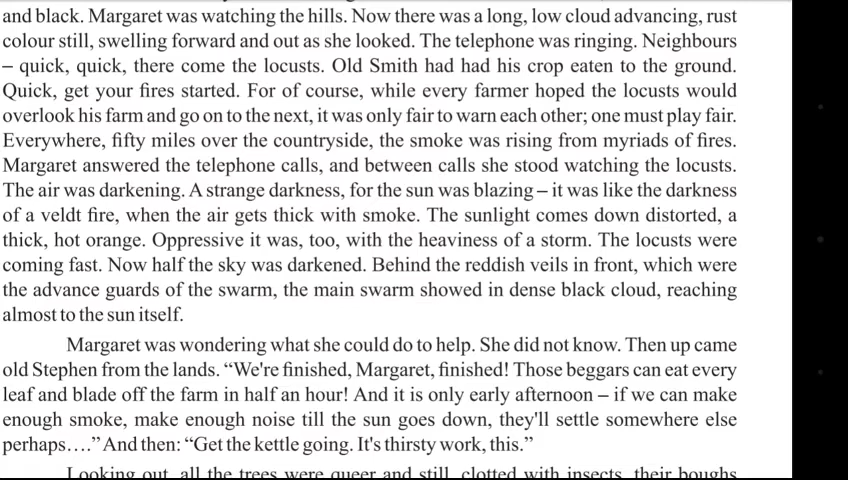 and black. Margaret was watching the hills. Now there was a long, low cloud advancing, rust
colour still, swelling forward and out as she looked. The telephone was ringing. Neighbours
– quick, quick, there come the locusts. Old Smith had had his crop eaten to the ground.
Quick, get your fires started. For of course, while every farmer hoped the locusts would
overlook his farm and go on to the next, it was only fair to warn each other; one must play fair.
Everywhere, fifty miles over the countryside, the smoke was rising from myriads of fires.
Margaret answered the telephone calls, and between calls she stood watching the locusts.
The air was darkening. A strange darkness, for the sun was blazing – it was like the darkness
of a veldt fire, when the air gets thick with smoke. The sunlight comes down distorted, a
thick, hot orange. Oppressive it was, too, with the heaviness of a storm. The locusts were
coming fast. Now half the sky was darkened. Behind the reddish veils in front, which were
the advance guards of the swarm, the main swarm showed in dense black cloud, reaching
almost to the sun itself.
Margaret was wondering what she could do to help. She did not know. Then up came
old Stephen from the lands. “We're finished, Margaret, finished! Those beggars can eat every
leaf and blade off the farm in half an hour! And it is only early afternoon – if we can make
enough smoke, make enough noise till the sun goes down, they'll settle somewhere else
perhaps….” And then: “Get the kettle going. It's thirsty work, this.”
Looking out, all the trees were queer and still, clotted with insects, their boughs